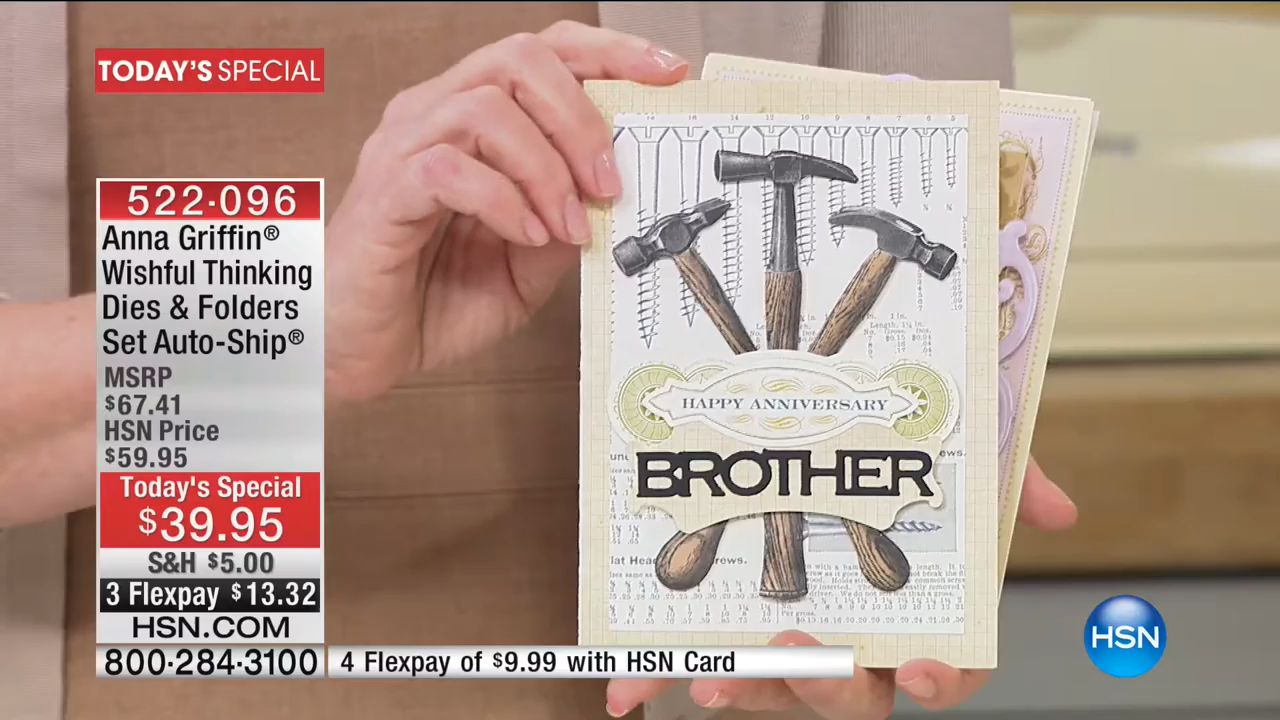 TODAY'S SPECIAL
522·096
Anna Griffin®
Wishful Thinking
Dies & Folders
Set Auto-Ship®
MSRP
$67.41
HSN Price
$59.95
Today's Special
$39.95
S&H $5.00
3 Flexpay $13.32
HSN.COM
800·284·3100
4 Flexpay of $9.99 with HSN Card
HAPPY ANNIVERSARY
BROTHER
HSN